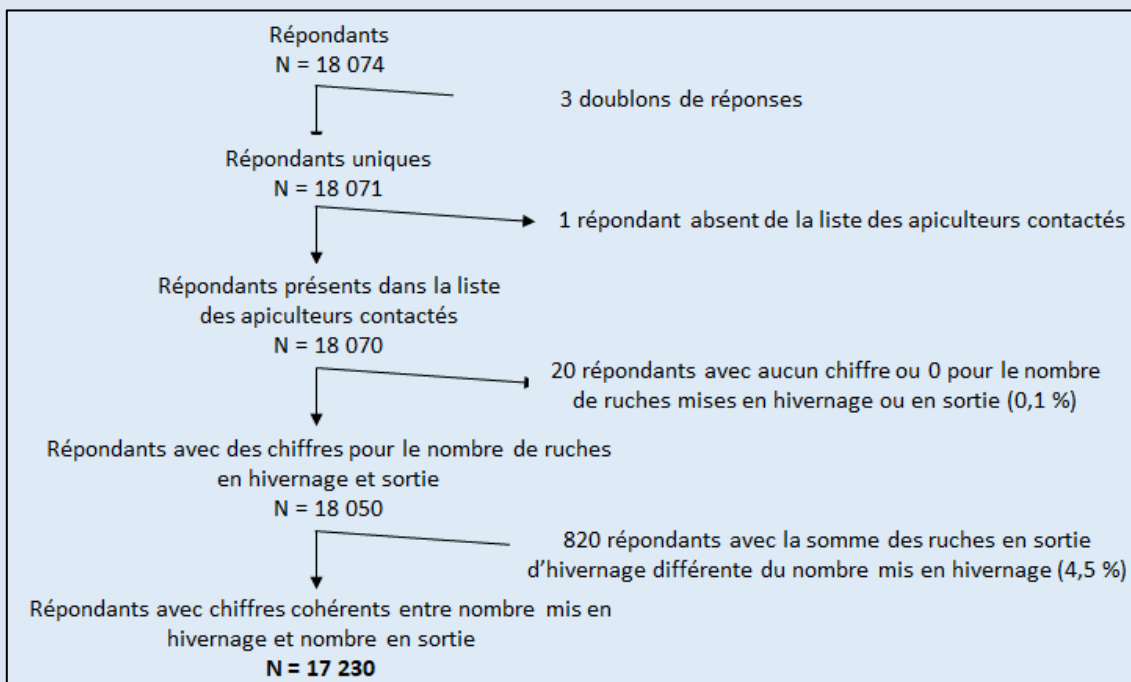 Répondants
N = 18 074
3 doublons de réponses
Répondants uniques
N = 18 071
1 répondant absent de la liste des apiculteurs contactés
Répondants présents dans la liste
des apiculteurs contactés
N = 18 070
20 répondants avec aucun chiffre ou 0 pour le nombre
de ruches mises en hivernage ou en sortie (0,1 %)
Répondants avec des chiffres pour le nombre de ruches
en hivernage et sortie
N = 18 050
820 répondants avec la somme des ruches en sortie
d'hivernage différente du nombre mis en hivernage (4,5 %)
Répondants avec chiffres cohérents entre nombre mis en
hivernage et nombre en sortie
N = 17 230